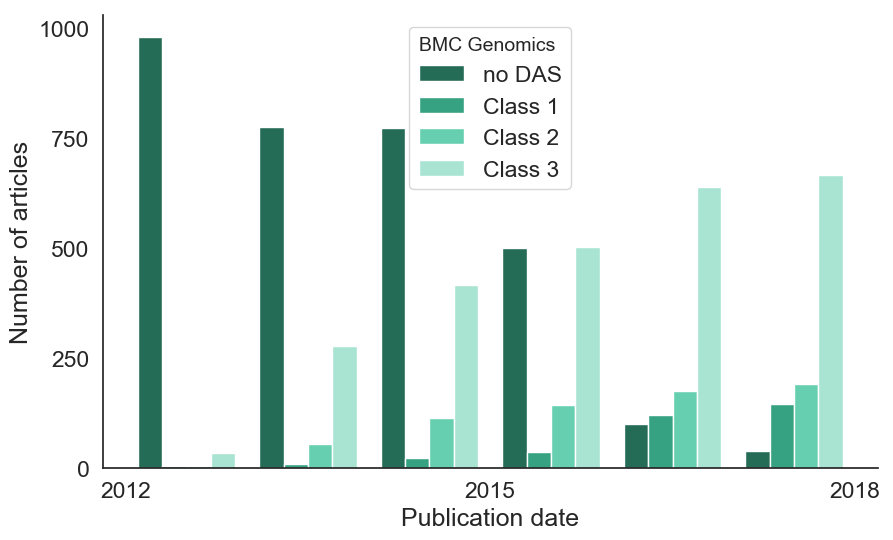 1000
750
500
250
0
Number of articles
BMC Genomics
no DAS
Class 1
Class 2
Class 3
2012
2015
2018
Publication date